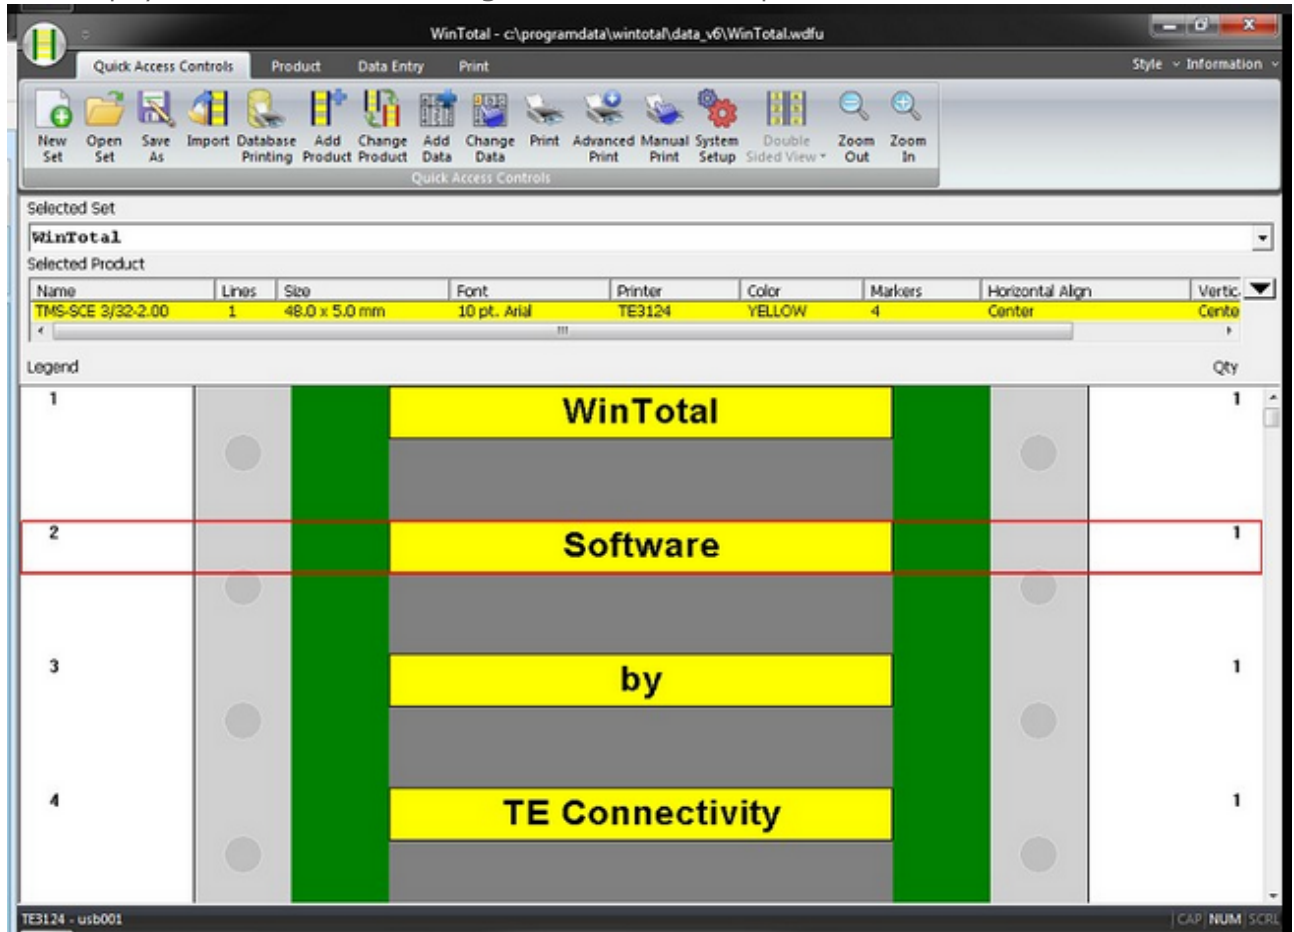 WinTotal - c:\programdata\wintotal\data_v6\WinTotal.wdfu
Quick Access Controls Product Data Entry Print Style Information
New Set Open Set Save As Import Database Printing Add Product Change Product Add Data Change Data Print Advanced Print Manual Print System Setup Double Sided View Zoom Out Zoom In
Quick Access Controls
Selected Set
WinTotal
Selected Product
Name Lines Size Font Printer Color Markers Horizontal Align Vertic
TMS-SCE 3/32-2.00 1 48.0 x 5.0 mm 10 pt. Arial TE3124 YELLOW 4 Center Cente
Legend Qty
1 WinTotal 1
2 Software 1
3 by 1
4 TE Connectivity 1
TE3124 - usb001 CAP NUM SCRL